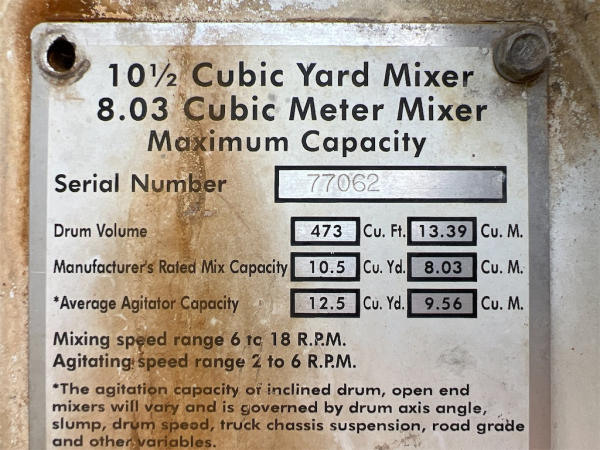 10½ Cubic Yard Mixer
8.03 Cubic Meter Mixer
Maximum Capacity
Serial Number 77062
Drum Volume 473 Cu. Ft. 13.39 Cu. M.
Manufacturer's Rated Mix Capacity 10.5 Cu. Yd. 8.03 Cu. M.
*Average Agitator Capacity 12.5 Cu. Yd. 9.56 Cu. M.
Mixing speed range 6 to 18 R.P.M.
Agitating speed range 2 to 6 R.P.M.
*The agitation capacity of inclined drum, open end
mixers will vary and is governed by drum axis angle,
slump, drum speed, truck chassis suspension, road grade
and other variables.